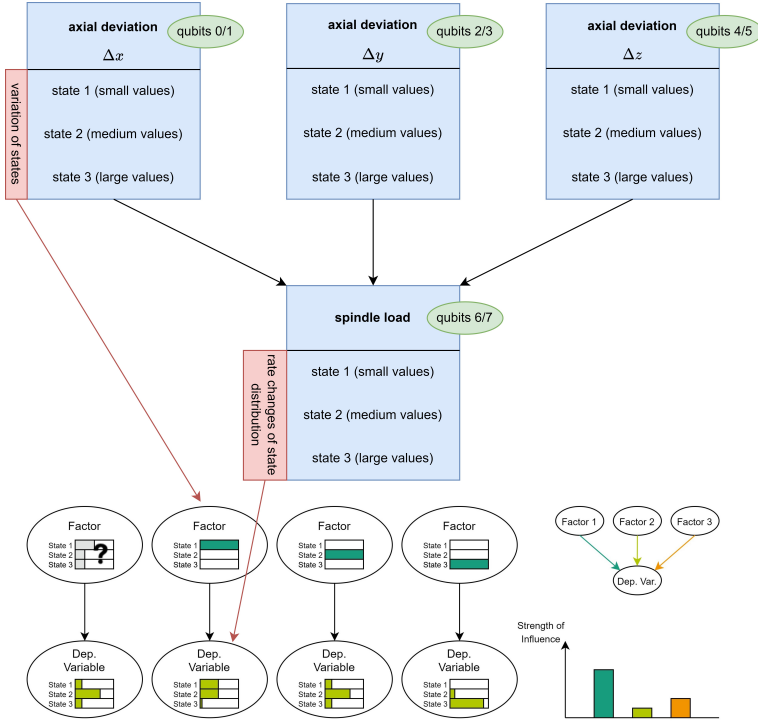 axial deviation
Δx
qubits 0/1
state 1 (small values)
state 2 (medium values)
state 3 (large values)
variation of states
axial deviation
Δy
qubits 2/3
state 1 (small values)
state 2 (medium values)
state 3 (large values)
axial deviation
Δz
qubits 4/5
state 1 (small values)
state 2 (medium values)
state 3 (large values)
spindle load
qubits 6/7
state 1 (small values)
state 2 (medium values)
state 3 (large values)
rate changes of state
distribution
Factor
State 1
State 2
State 3
?
Factor
State 1
State 2
State 3
Factor
State 1
State 2
State 3
Factor
State 1
State 2
State 3
Dep.
Variable
State 1
State 2
State 3
Dep.
Variable
State 1
State 2
State 3
Dep.
Variable
State 1
State 2
State 3
Dep.
Variable
State 1
State 2
State 3
Factor 1
Factor 2
Factor 3
Dep. Var.
Strength of
Influence